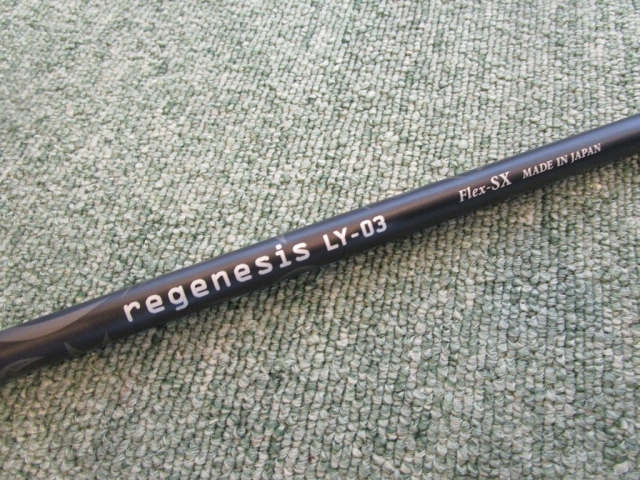 regenesis LY-03 Flex-SX MADE IN JAPAN